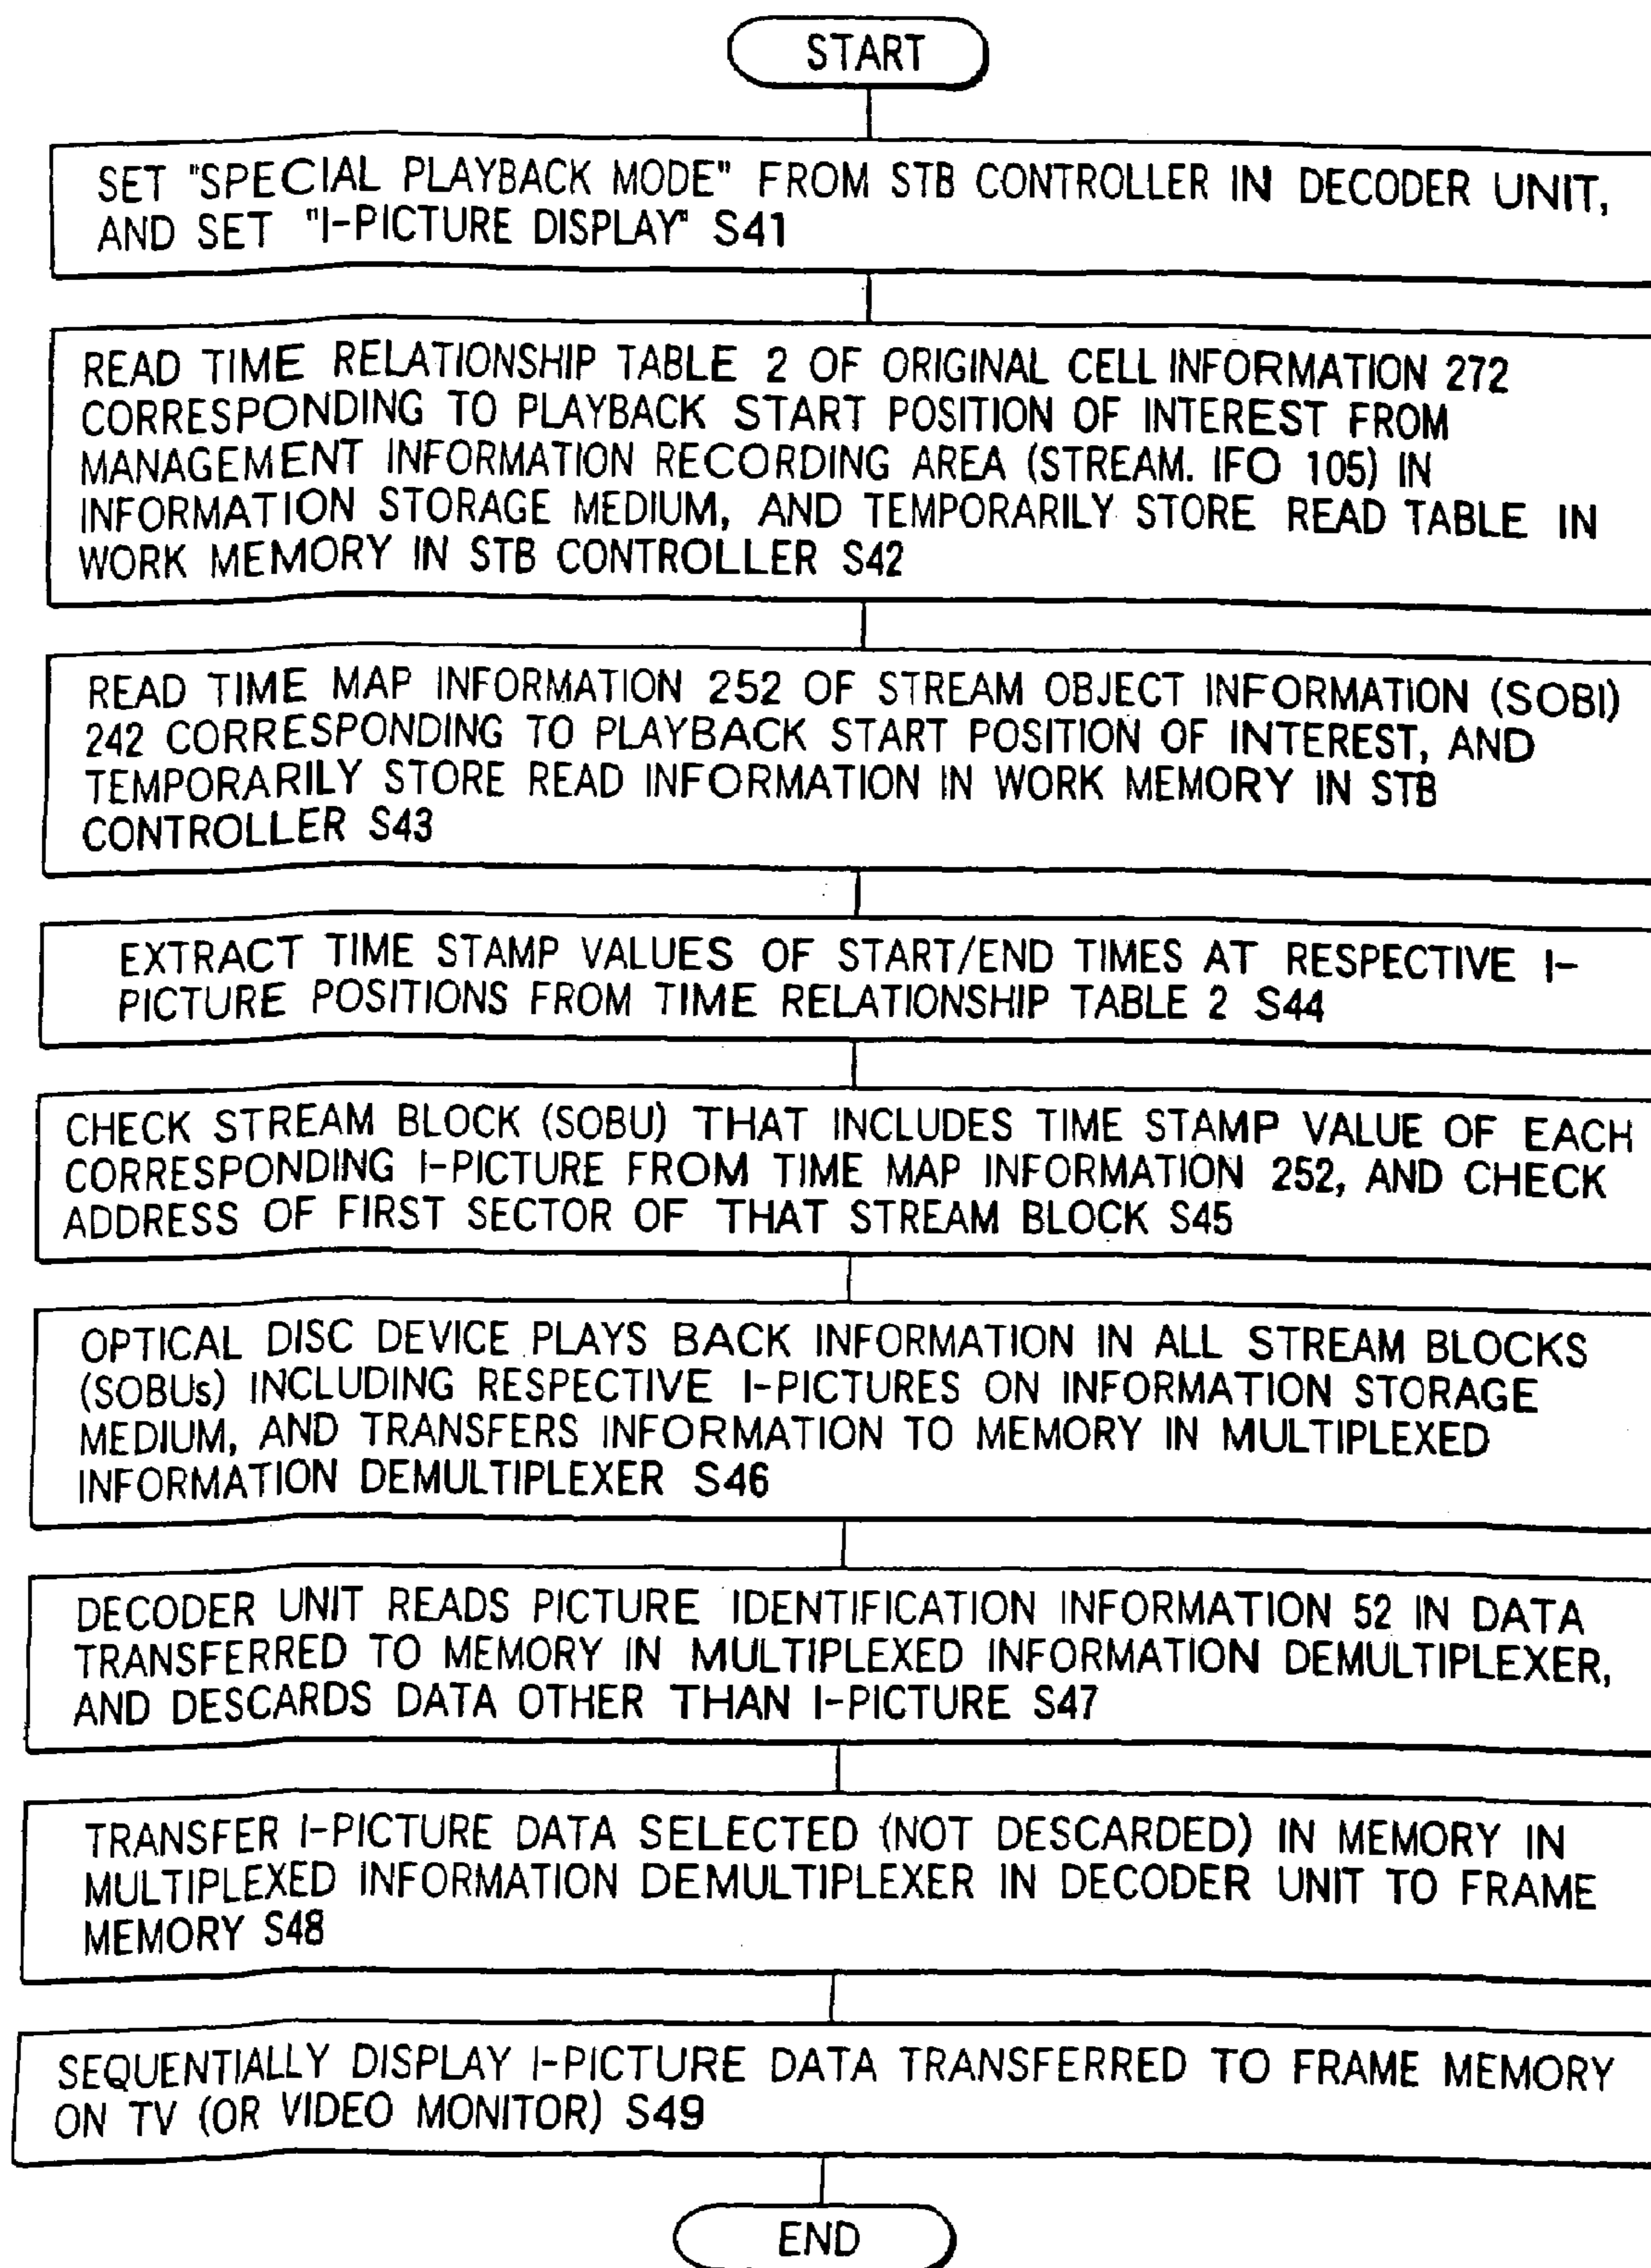 START
SET "SPECIAL PLAYBACK MODE" FROM STB CONTROLLER IN DECODER UNIT,
AND SET "I-PICTURE DISPLAY" S41
READ TIME RELATIONSHIP TABLE 2 OF ORIGINAL CELL INFORMATION 272
CORRESPONDING TO PLAYBACK START POSITION OF INTEREST FROM
MANAGEMENT INFORMATION RECORDING AREA (STREAM. IFO 105) IN
INFORMATION STORAGE MEDIUM, AND TEMPORARILY STORE READ TABLE IN
WORK MEMORY IN STB CONTROLLER S42
READ TIME MAP INFORMATION 252 OF STREAM OBJECT INFORMATION (SOBI)
242 CORRESPONDING TO PLAYBACK START POSITION OF INTEREST, AND
TEMPORARILY STORE READ INFORMATION IN WORK MEMORY IN STB
CONTROLLER S43
EXTRACT TIME STAMP VALUES OF START/END TIMES AT RESPECTIVE I-
PICTURE POSITIONS FROM TIME RELATIONSHIP TABLE 2 S44
CHECK STREAM BLOCK (SOBU) THAT INCLUDES TIME STAMP VALUE OF EACH
CORRESPONDING I-PICTURE FROM TIME MAP INFORMATION 252, AND CHECK
ADDRESS OF FIRST SECTOR OF THAT STREAM BLOCK S45
OPTICAL DISC DEVICE PLAYS BACK INFORMATION IN ALL STREAM BLOCKS
(SOBUs) INCLUDING RESPECTIVE I-PICTURES ON INFORMATION STORAGE
MEDIUM, AND TRANSFERS INFORMATION TO MEMORY IN MULTIPLEXED
INFORMATION DEMULTIPLEXER S46
DECODER UNIT READS PICTURE IDENTIFICATION INFORMATION 52 IN DATA
TRANSFERRED TO MEMORY IN MULTIPLEXED INFORMATION DEMULTIPLEXER,
AND DESCARDS DATA OTHER THAN I-PICTURE S47
TRANSFER I-PICTURE DATA SELECTED (NOT DESCARDED) IN MEMORY IN
MULTIPLEXED INFORMATION DEMULTIPLEXER IN DECODER UNIT TO FRAME
MEMORY S48
SEQUENTIALLY DISPLAY I-PICTURE DATA TRANSFERRED TO FRAME MEMORY
ON TV (OR VIDEO MONITOR) S49
END